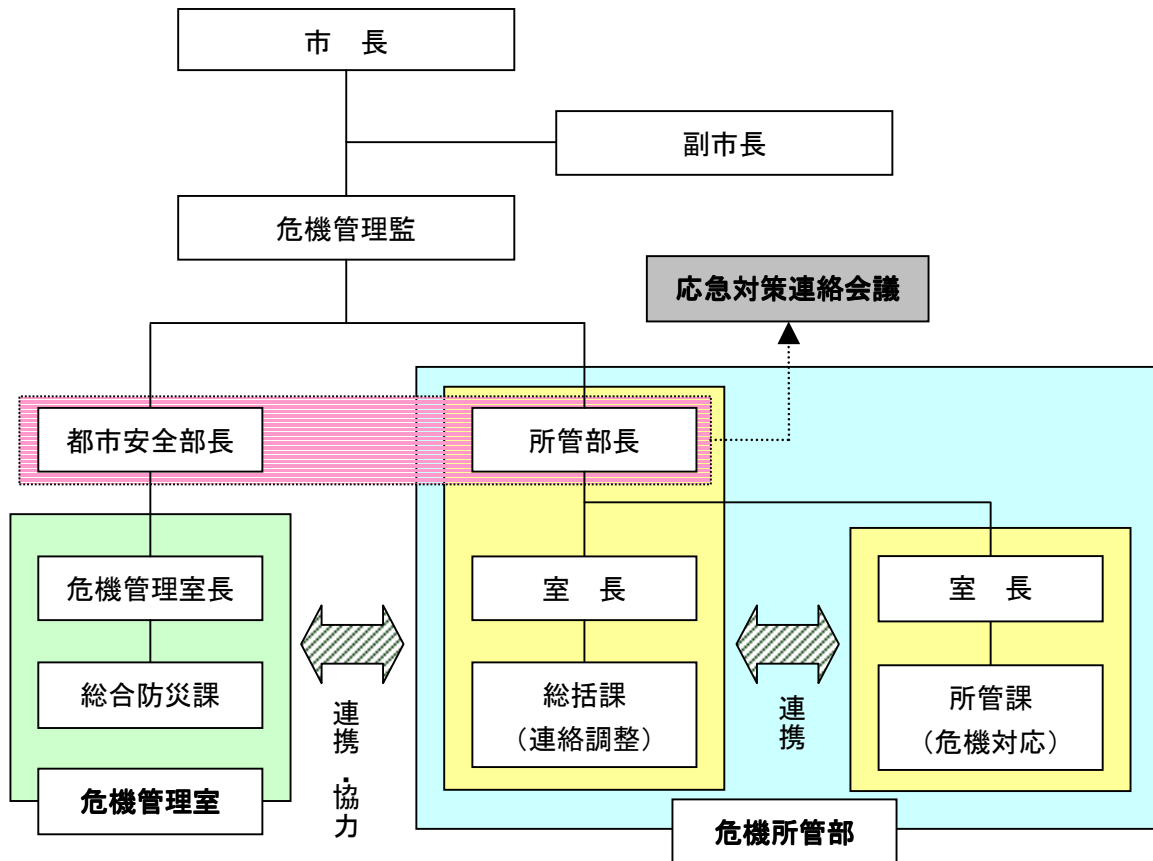 市　長
副市長
危機管理監
応急対策連絡会議
都市安全部長
所管部長
危機管理室長
室　長
室　長
総合防災課
総括課
（連絡調整）
所管課
（危機対応）
連携・協力
連携
危機管理室
危機所管部